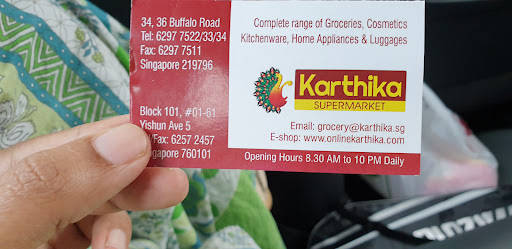 34, 36 Buffalo Road
Tel: 6297 7522/33/34
Fax: 6297 7511
Singapore 219796
Block 101, #01-61
Yishun Ave 5
/Fax: 6257 2457
gapore 760101
Complete range of Groceries, Cosmetics
Kitchenware, Home Appliances & Luggages
Karthika
SUPERMARKET
Email: grocery@karthika.sg
E-shop: www.onlinekarthika.com
Opening Hours 8.30 AM to 10 PM Daily